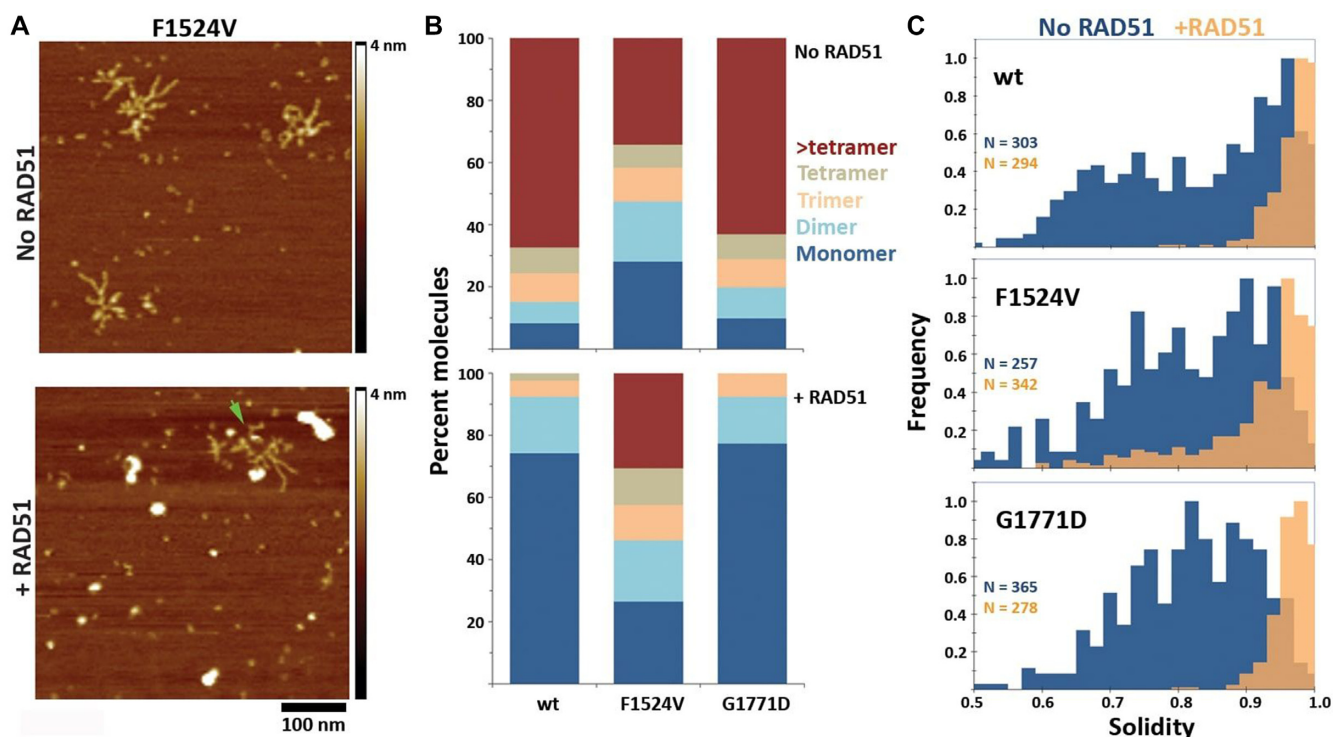 A
F1524V
No RAD51
4 nm
+ RAD51
4 nm
100 nm
B
Percent molecules
100
80
60
40
20
No RAD51
>tetramer
Tetramer
Trimer
Dimer
Monomer
100
80
60
40
20
+ RAD51
wt F1524V G1771D
C
No RAD51 +RAD51
Frequency
1.0
0.8
0.6
0.4
0.2
wt
N = 303
N = 294
1.0
0.8
0.6
0.4
0.2
F1524V
N = 257
N = 342
1.0
0.8
0.6
0.4
0.2
G1771D
N = 365
N = 278
0.5 0.6 0.7 0.8 0.9 1.0
Solidity